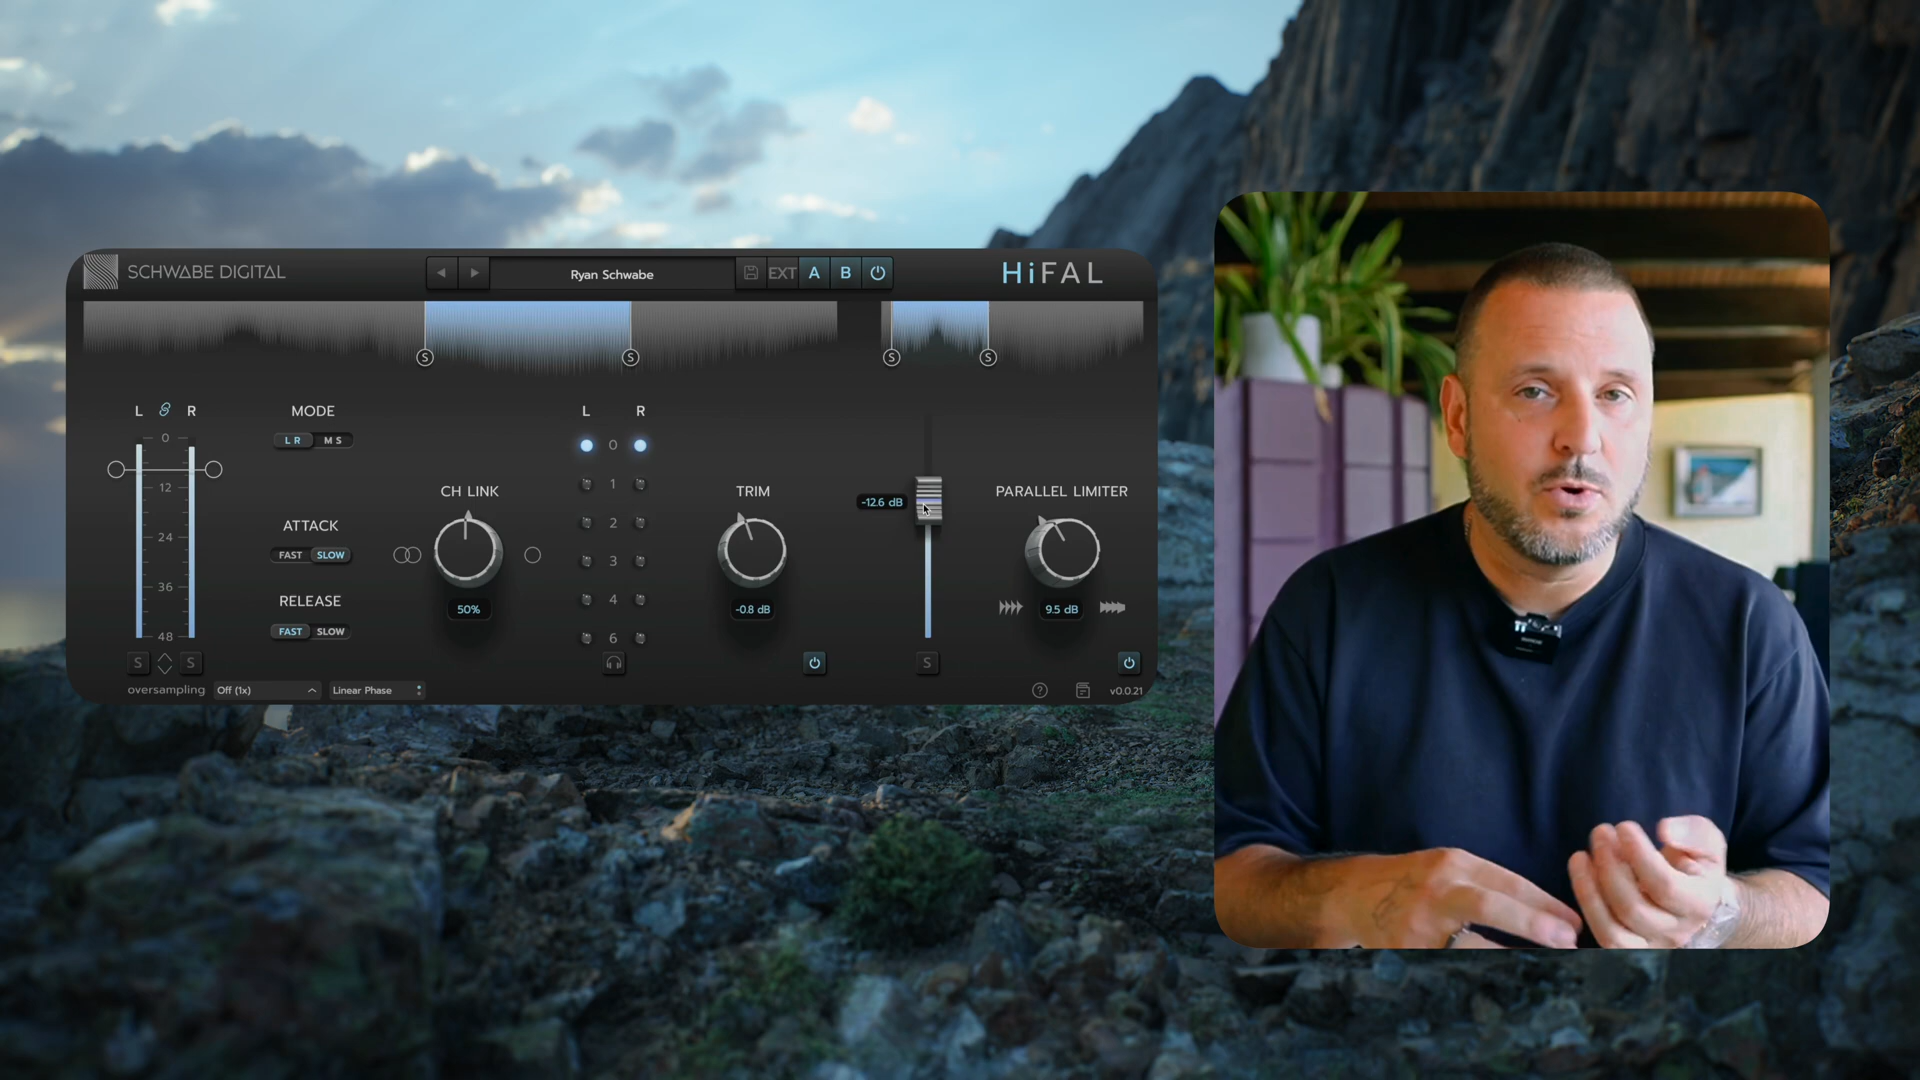 SCHWABE DIGITAL
Ryan Schwabe
EXT A B
HiFAL
S S S S
L R
MODE
L R M S
0
12
24
36
48
ATTACK
FAST SLOW
RELEASE
FAST SLOW
CH LINK
50%
L R
0
1
2
3
4
6
TRIM
-0.8 dB
-12.6 dB
PARALLEL LIMITER
9.5 dB
S S S
oversampling Off (1x) Linear Phase
? v0.0.21